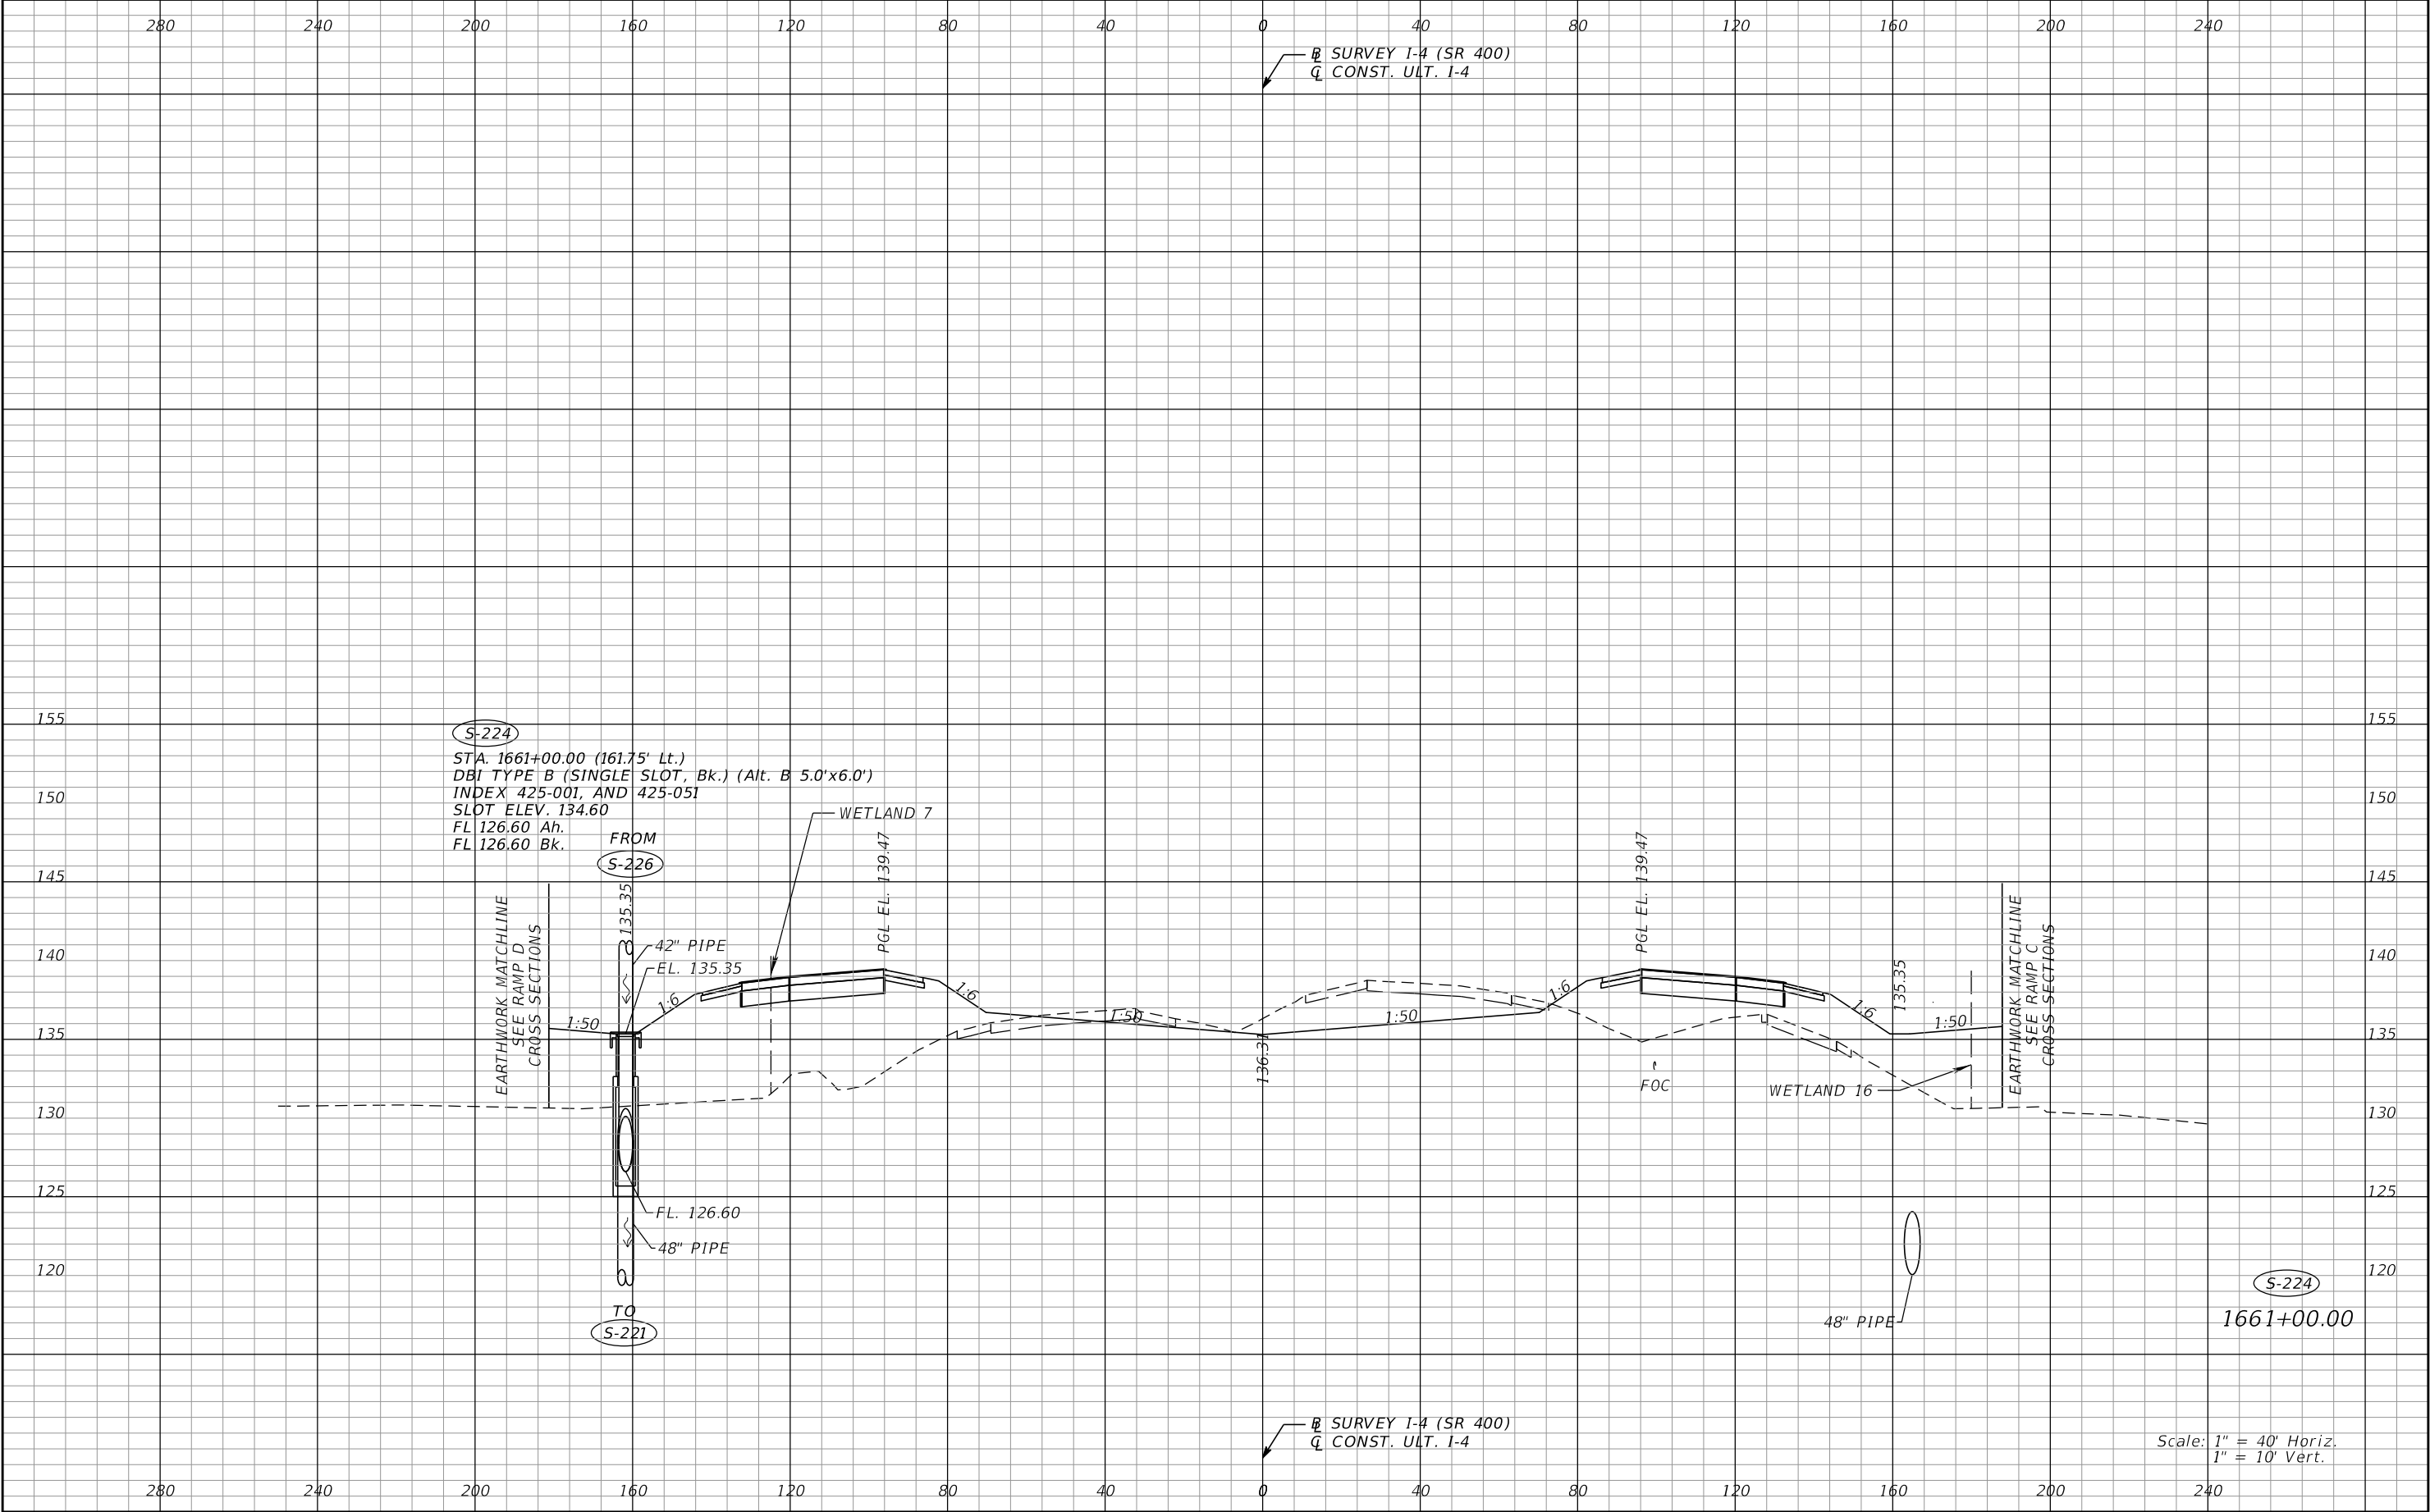 280 240 200 160 120 80 40 0 40 80 120 160 200 240
B̵L SURVEY I-4 (SR 400)
C̵L CONST. ULT. I-4
155 155
S-224
STA. 1661+00.00 (161.75' Lt.)
DBI TYPE B (SINGLE SLOT, Bk.) (Alt. B 5.0'x6.0')
INDEX 425-001, AND 425-051
SLOT ELEV. 134.60
FL 126.60 Ah.
FL 126.60 Bk.
150 150
WETLAND 7
FROM
S-226
145 145
135.35
PGL EL. 139.47
PGL EL. 139.47
EARTHWORK MATCHLINE
SEE RAMP D
CROSS SECTIONS
42" PIPE
EL. 135.35
140 140
1:50
1:6
1:6
1:50
136.31
1:50
1:6
1:6
135.35
1:50
EARTHWORK MATCHLINE
SEE RAMP C
CROSS SECTIONS
135 135
FOC
WETLAND 16
130 130
125 125
FL. 126.60
48" PIPE
120 120
TO
S-221
48" PIPE
S-224
1661+00.00
B̵L SURVEY I-4 (SR 400)
C̵L CONST. ULT. I-4
Scale: 1" = 40' Horiz.
1" = 10' Vert.
280 240 200 160 120 80 40 0 40 80 120 160 200 240